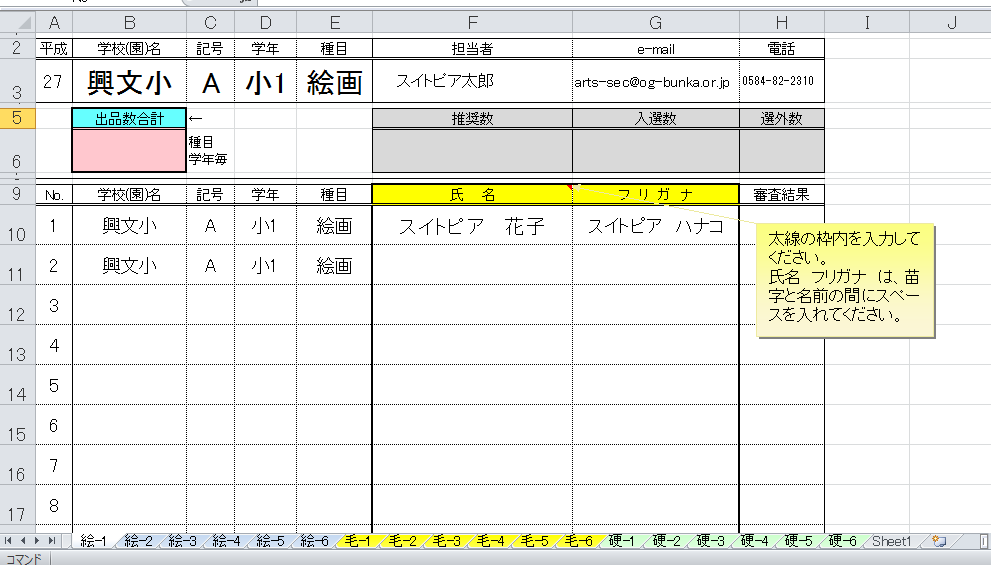 A B C D E F G H I J
2 平成 学校(園)名 記号 学年 種目 担当者 e-mail 電話
3 27 興文小 A 小1 絵画 スイトピア太郎 arts-sec@og-bunka.or.jp 0584-82-2310
5 出品数合計 ← 推奨数 入選数 選外数
6 種目
学年毎
9 No. 学校(園)名 記号 学年 種目 氏 名 フ リ ガ ナ 審査結果
10 1 興文小 A 小1 絵画 スイトピア 花子 スイトピア ハナコ
11 2 興文小 A 小1 絵画
太線の枠内を入力して
ください。
氏名 フリガナ は、苗
字と名前の間にスペー
スを入れてください。
12 3
13 4
14 5
15 6
16 7
17 8
絵-1 絵-2 絵-3 絵-4 絵-5 絵-6 毛-1 毛-2 毛-3 毛-4 毛-5 毛-6 硬-1 硬-2 硬-3 硬-4 硬-5 硬-6 Sheet1
コマンド